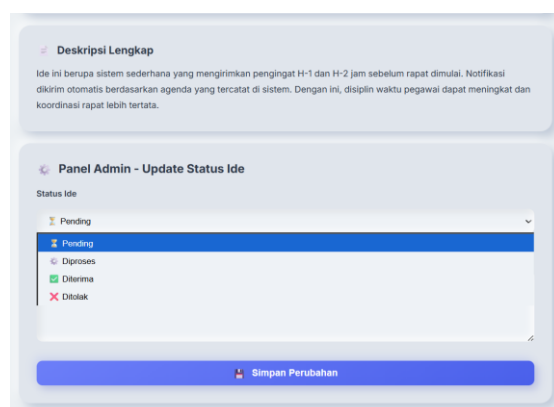 Deskripsi Lengkap
Ide ini berupa sistem sederhana yang mengirimkan pengingat H-1 dan H-2 jam sebelum rapat dimulai. Notifikasi
dikirim otomatis berdasarkan agenda yang tercatat di sistem. Dengan ini, disiplin waktu pegawai dapat meningkat dan
koordinasi rapat lebih tertata.
Panel Admin - Update Status Ide
Status Ide
Pending
Pending
Diproses
Diterima
Ditolak
Simpan Perubahan